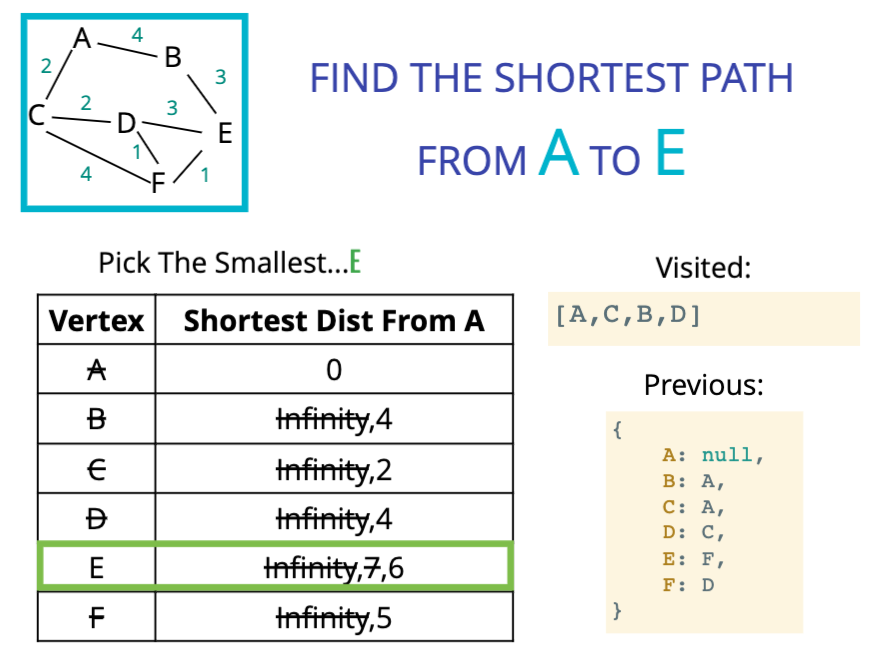 A 4 B
2 3
C 2 D 3 E
1
4 F 1
FIND THE SHORTEST PATH
FROM A TO E
Pick The Smallest...E
Vertex Shortest Dist From A
A 0
B Infinity,4
C Infinity,2
D Infinity,4
E Infinity,7,6
F Infinity,5
Visited:
[A,C,B,D]
Previous:
{
A: null,
B: A,
C: A,
D: C,
E: F,
F: D
}